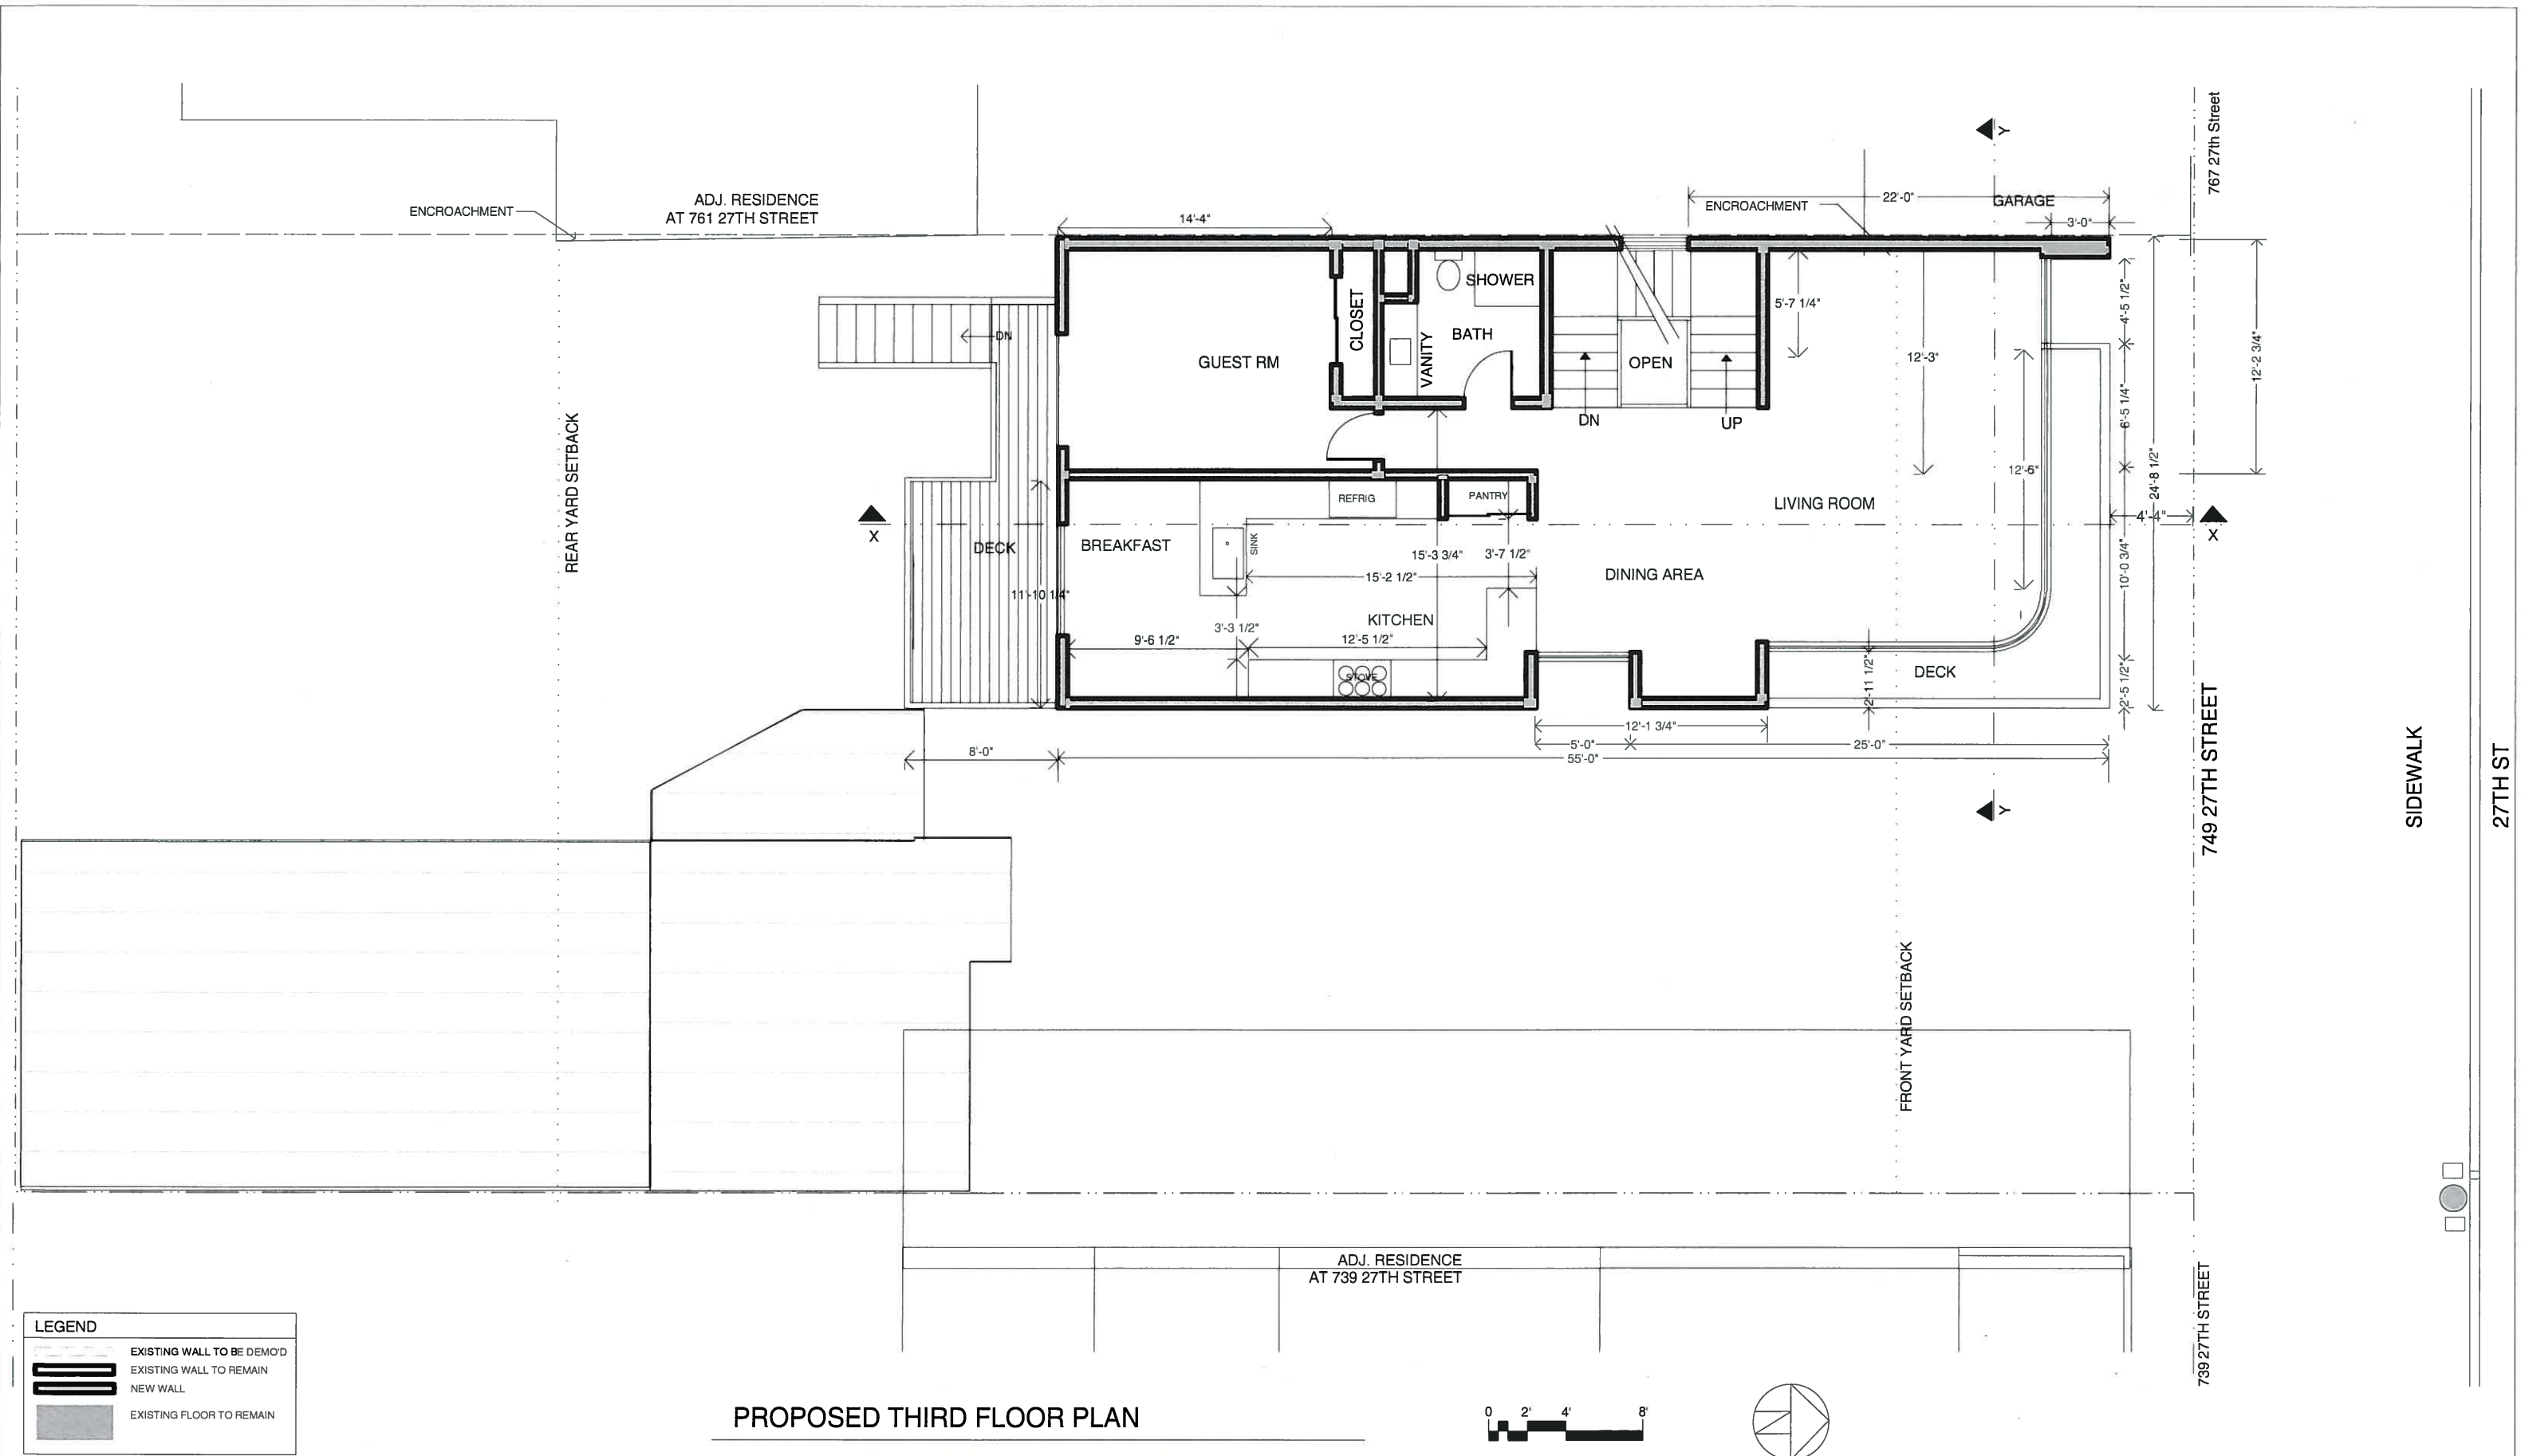 767 27th Street
ADJ. RESIDENCE
AT 761 27TH STREET
ENCROACHMENT
Y
22'-0"
GARAGE
ENCROACHMENT
14'-4"
3'-0"
SHOWER
CLOSET
5'-7 1/4"
4'-5 1/2"
DN
BATH
VANITY
GUEST RM
OPEN
12'-3"
12'-2 3/4"
6'-5 1/4"
DN
UP
REAR YARD SETBACK
12'-6"
24'-8 1/2"
REFRIG
PANTRY
LIVING ROOM
4'-4"
X
X
DECK
BREAKFAST
SINK
15'-3 3/4"
3'-7 1/2"
15'-2 1/2"
DINING AREA
10'-0 3/4"
11'-10 1/4"
KITCHEN
3'-3 1/2"
9'-6 1/2"
12'-5 1/2"
STOVE
2'-11 1/2"
DECK
2'-5 1/2"
12'-1 3/4"
5'-0"
25'-0"
8'-0"
55'-0"
749 27TH STREET
SIDEWALK
27TH ST
Y
FRONT YARD SETBACK
ADJ. RESIDENCE
AT 739 27TH STREET
739 27TH STREET
LEGEND
EXISTING WALL TO BE DEMO'D
EXISTING WALL TO REMAIN
NEW WALL
EXISTING FLOOR TO REMAIN
PROPOSED THIRD FLOOR PLAN
0 2' 4' 8'
N